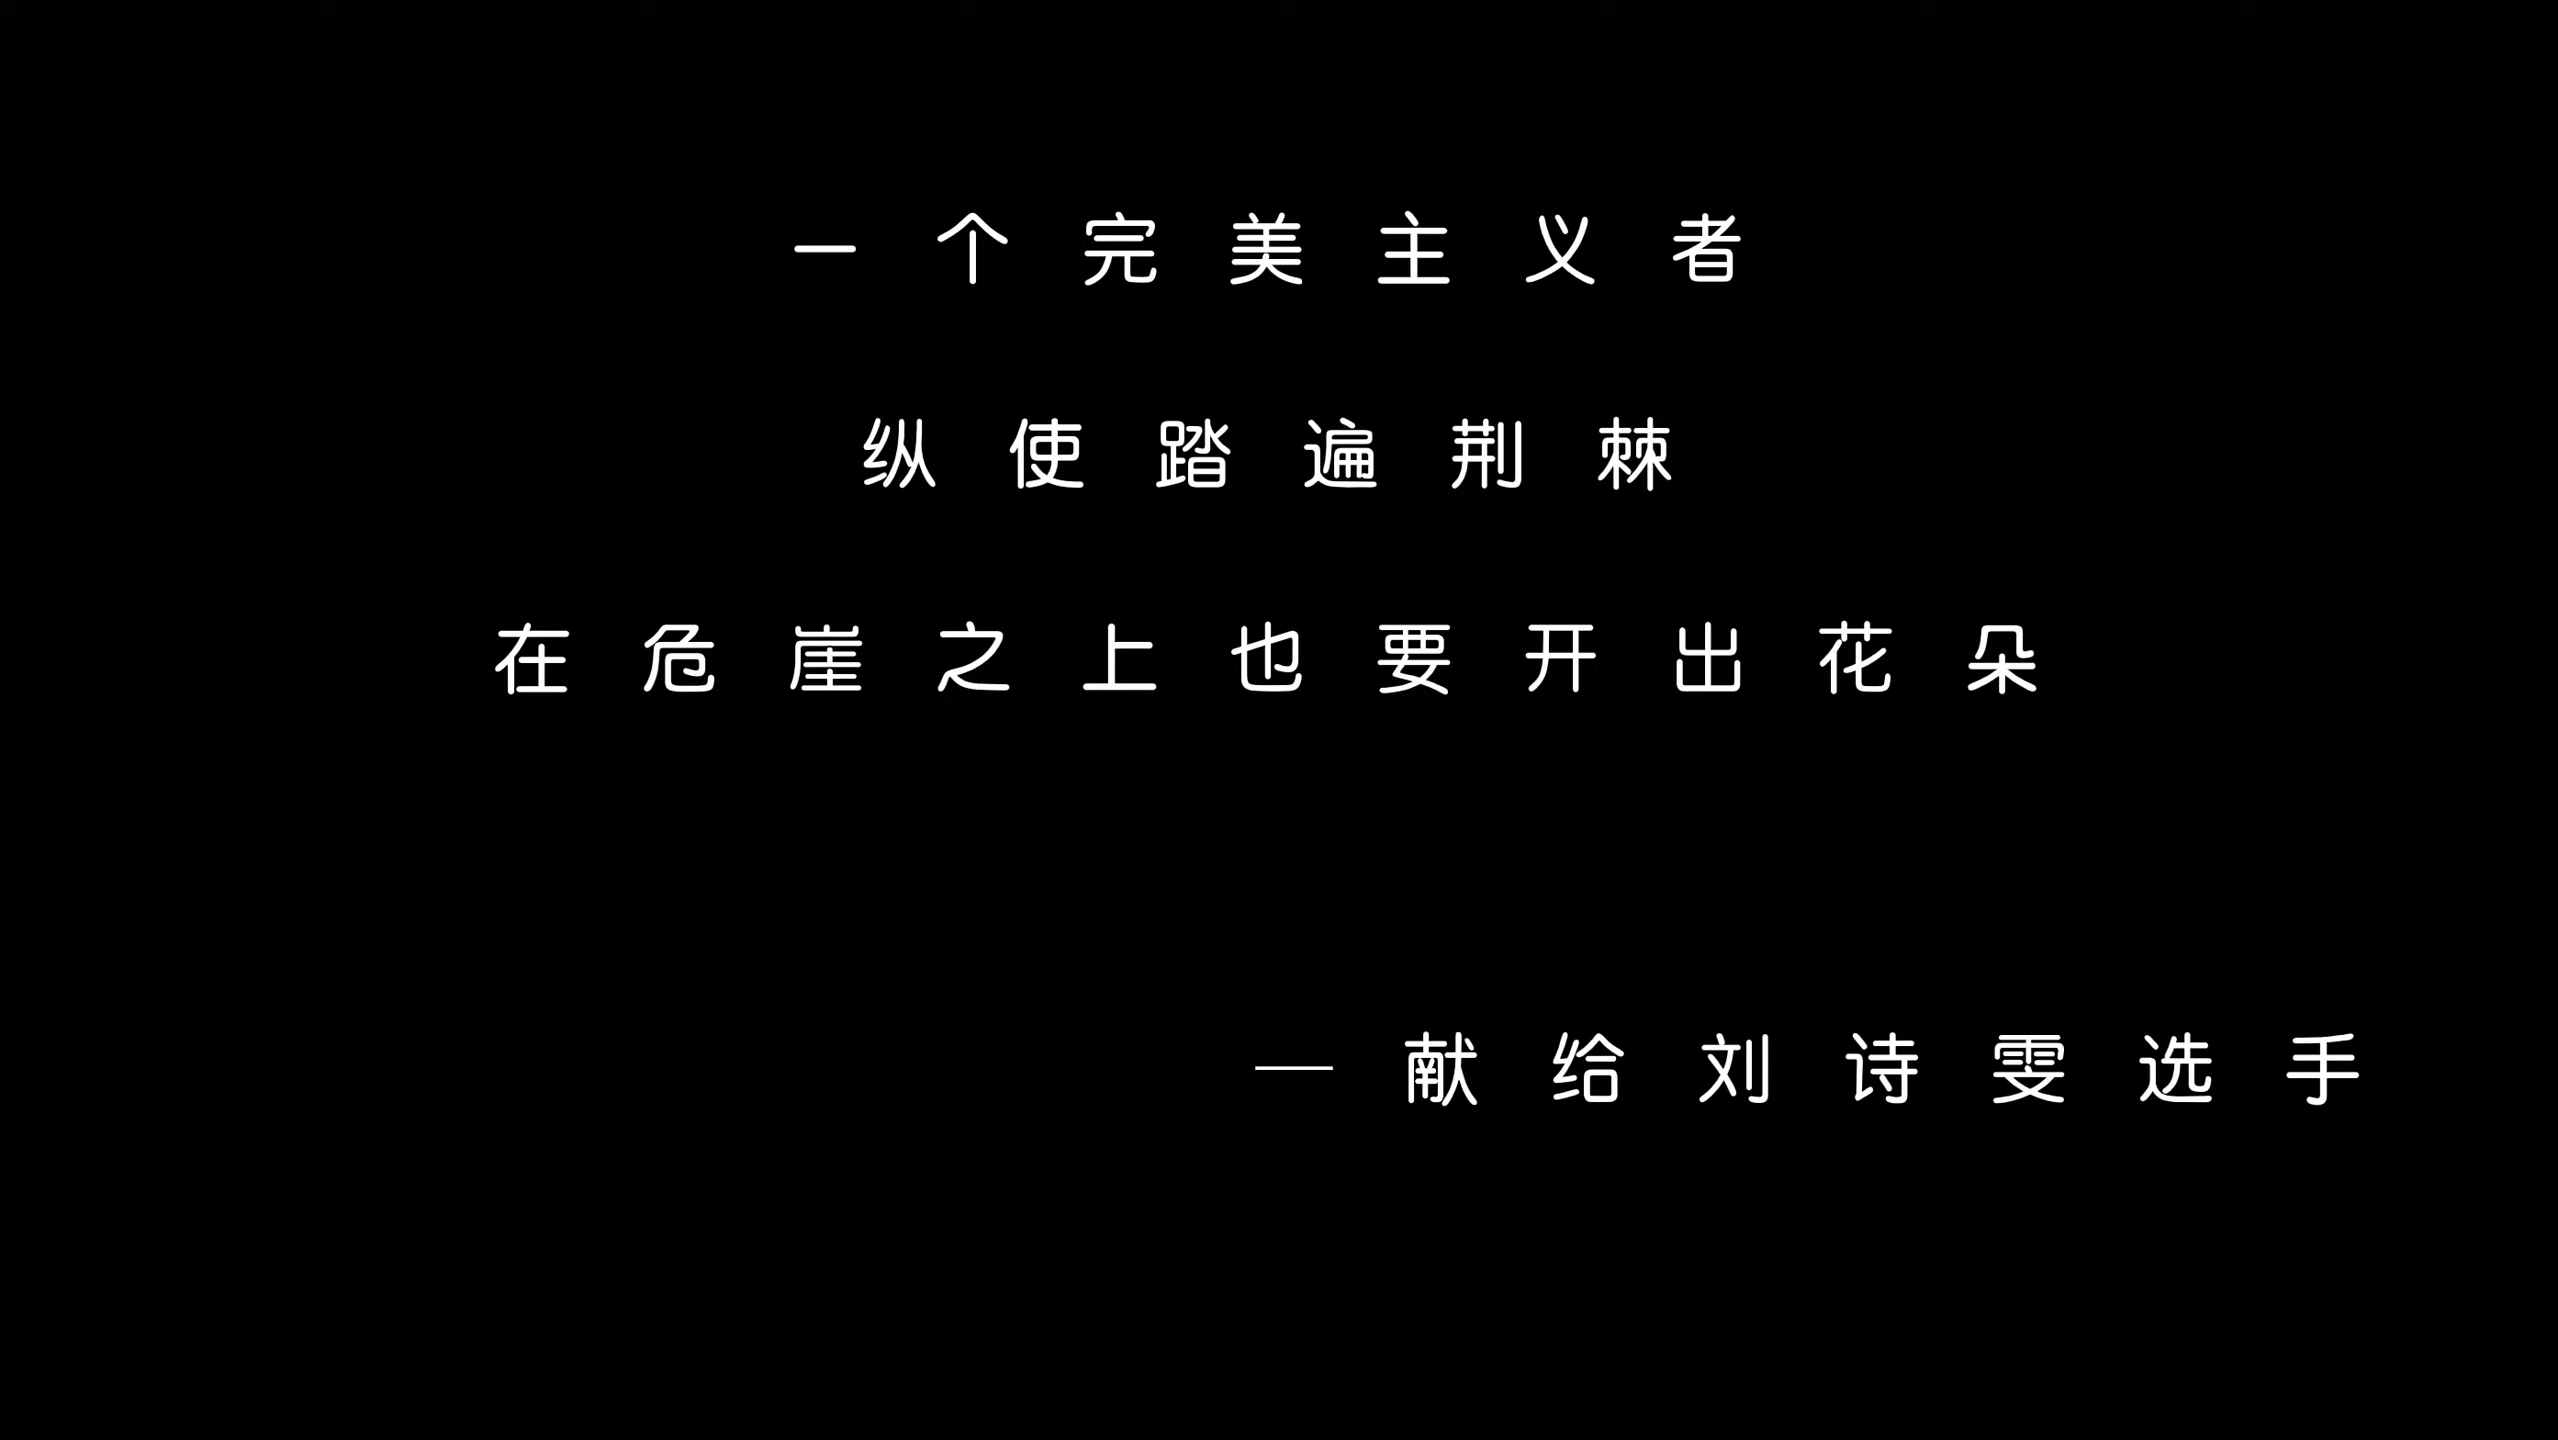 一个完美主义者
纵使踏遍荆棘
在危崖之上也要开出花朵
—献给刘诗雯选手